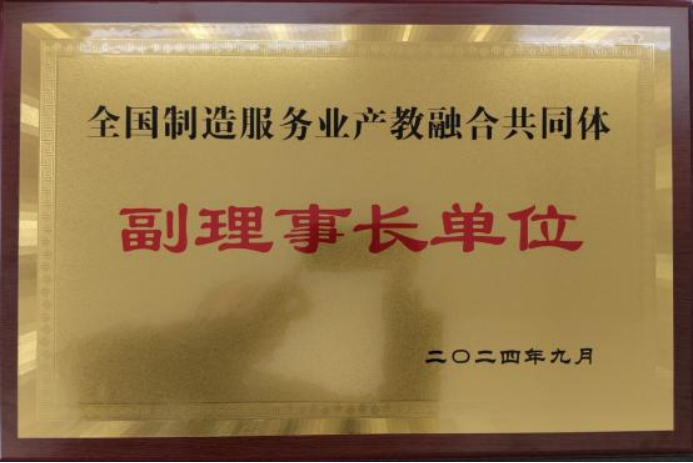 全国制造服务业产教融合共同体
副理事长单位
二〇二四年九月